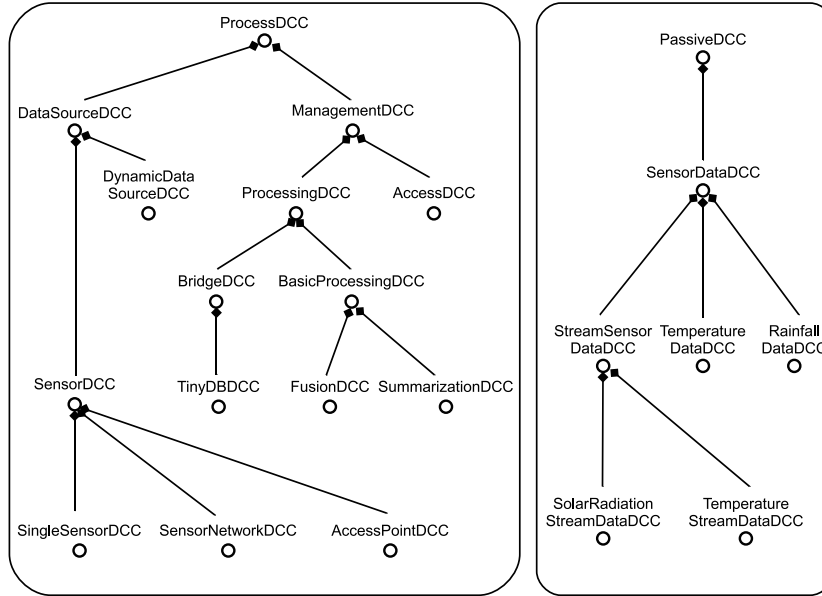 ProcessDCC
DataSourceDCC
ManagementDCC
DynamicData
SourceDCC
ProcessingDCC
AccessDCC
BridgeDCC
BasicProcessingDCC
SensorDCC
TinyDBDCC
FusionDCC
SummarizationDCC
SingleSensorDCC
SensorNetworkDCC
AccessPointDCC
PassiveDCC
SensorDataDCC
StreamSensor
DataDCC
Temperature
DataDCC
Rainfall
DataDCC
SolarRadiation
StreamDataDCC
Temperature
StreamDataDCC